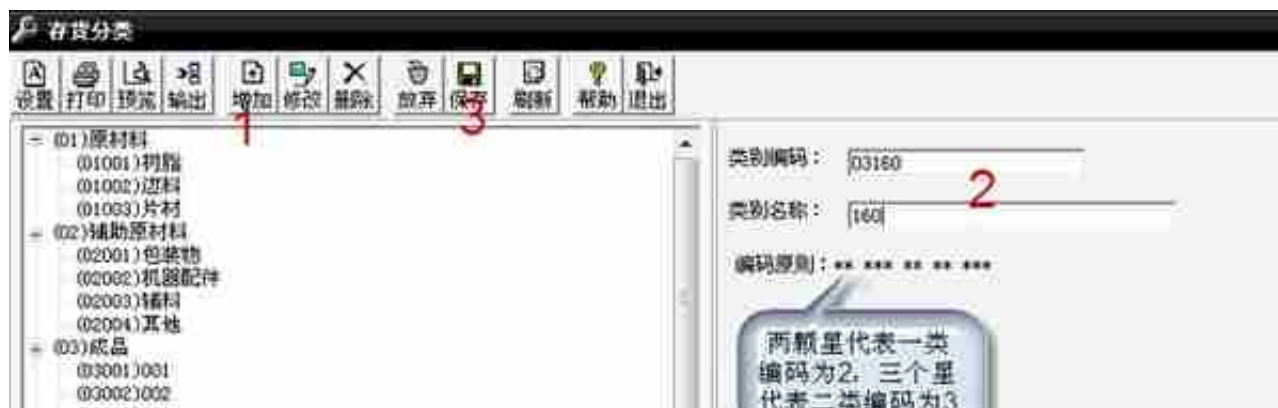 存货分类
设置 打印 预览 输出 增加 修改 删除 放弃 保存 刷新 帮助 退出
1 3
(01)原材料
(01001)树脂
(01002)边料
(01003)片材
(02)辅助原材料
(02001)包装物
(02002)机器配件
(02003)辅料
(02004)其他
(03)成品
(03001)001
(03002)002
类别编码: 03160
2
类别名称: 160
编码原则: ** *** ** ** ***
两颗星代表一类
编码为2, 三个星
代表二类编码为3